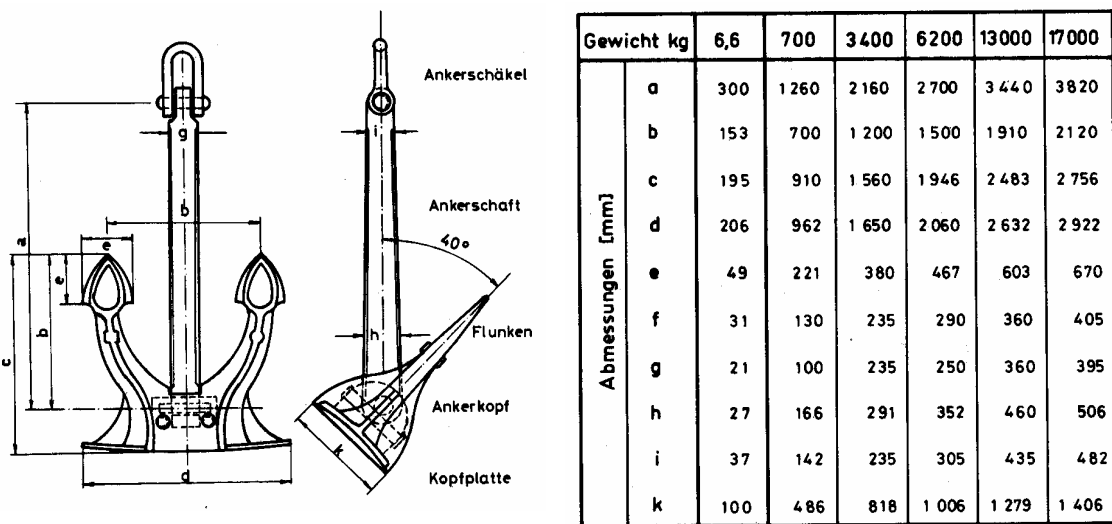 Ankerschäkel
g
i
Ankerschaft
b
a
40°
e
e
b
c
h
Flunken
Ankerkopf
k
Kopfplatte
d
Gewicht kg 6,6 700 3400 6200 13000 17000
Abmessungen [mm]
a 300 1260 2160 2700 3440 3820
b 153 700 1200 1500 1910 2120
c 195 910 1560 1946 2483 2756
d 206 962 1650 2060 2632 2922
e 49 221 380 467 603 670
f 31 130 235 290 360 405
g 21 100 235 250 360 395
h 27 166 291 352 460 506
i 37 142 235 305 435 482
k 100 486 818 1006 1279 1406